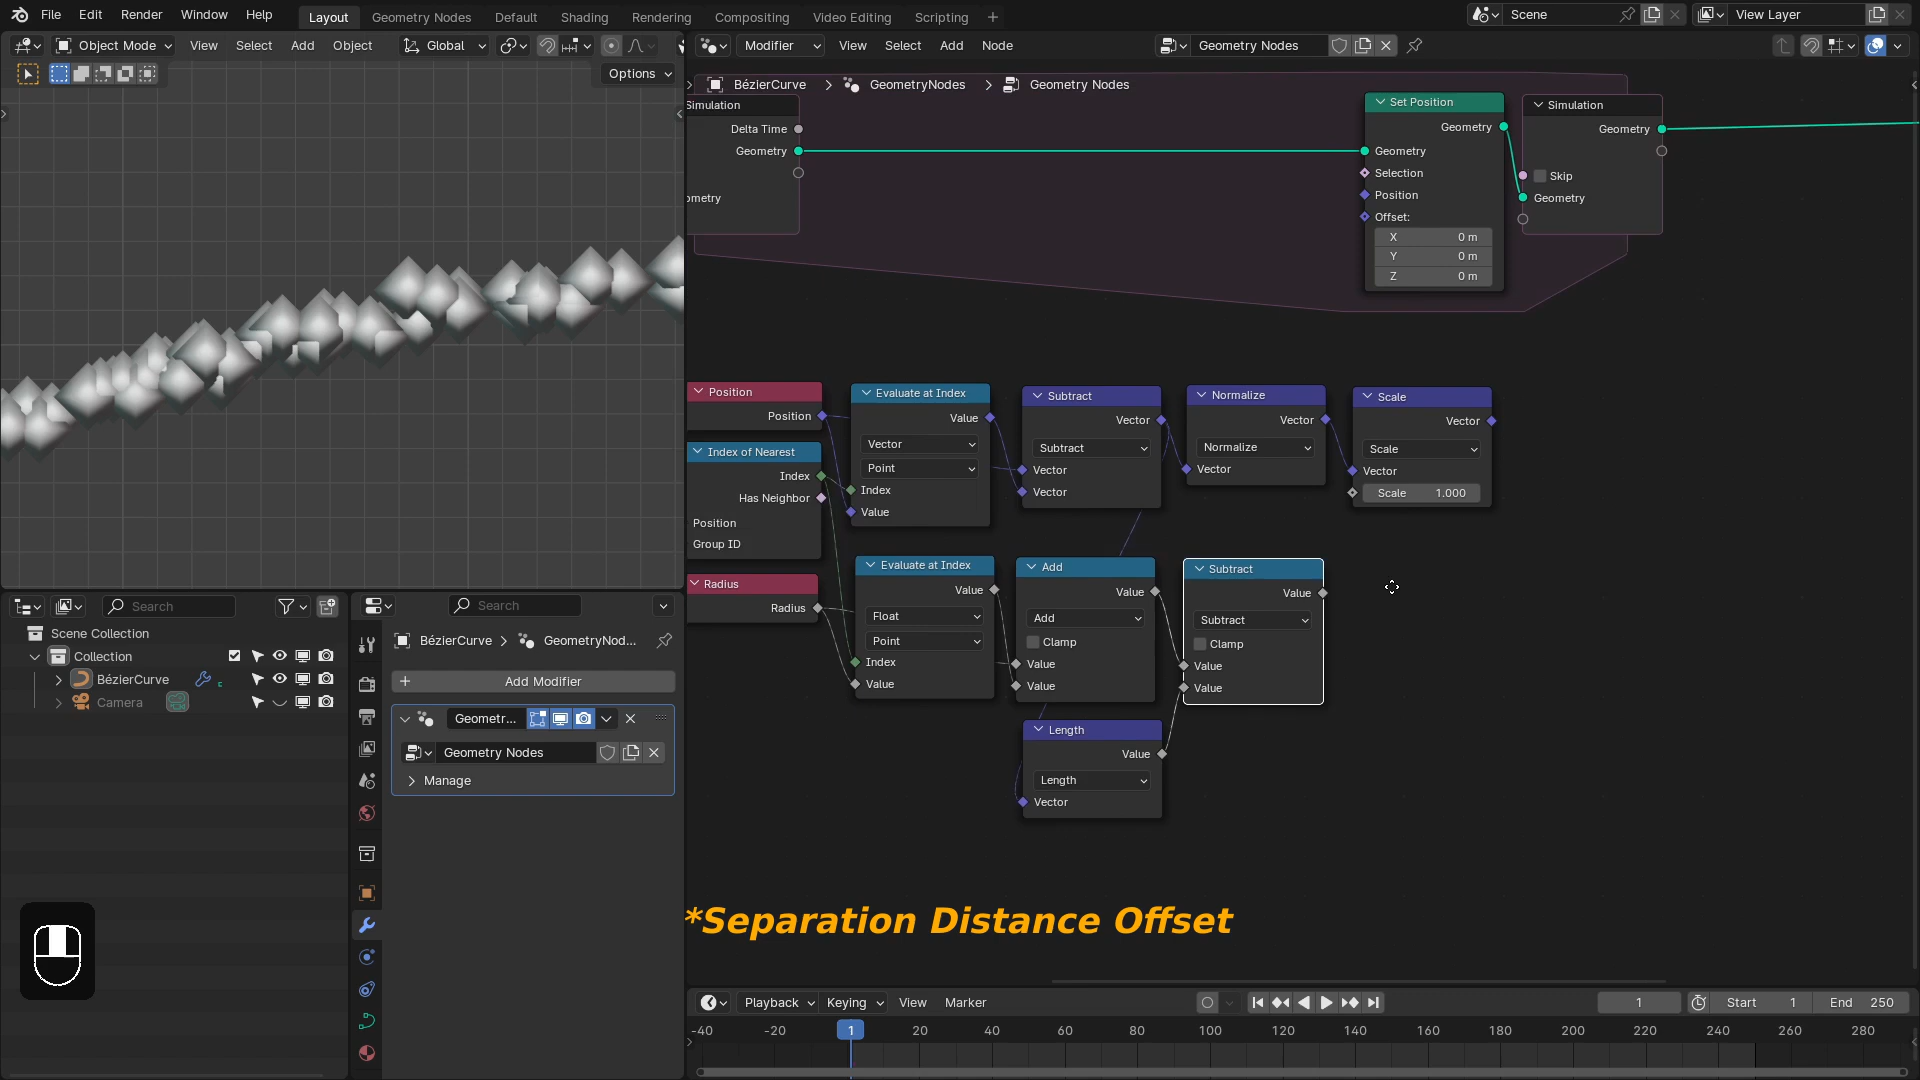 File Edit Render Window Help Layout Geometry Nodes Default Shading Rendering Compositing Video Editing Scripting + Scene View Layer
Object Mode View Select Add Object Global
Options
Modifier View Select Add Node Geometry Nodes
BézierCurve > GeometryNodes > Geometry Nodes
Simulation
Delta Time
Geometry
ometry
Set Position
Geometry
Geometry
Selection
Position
Offset:
X 0 m
Y 0 m
Z 0 m
Simulation
Geometry
Skip
Geometry
Position
Position
Index of Nearest
Index
Has Neighbor
Position
Group ID
Radius
Radius
Evaluate at Index
Value
Vector
Point
Index
Value
Subtract
Vector
Subtract
Vector
Vector
Normalize
Vector
Normalize
Vector
Scale
Vector
Scale
Vector
Scale 1.000
Evaluate at Index
Value
Float
Point
Index
Value
Add
Value
Add
Clamp
Value
Value
Subtract
Value
Subtract
Clamp
Value
Value
Length
Value
Length
Vector
*Separation Distance Offset
Search
Scene Collection
Collection
BézierCurve
Camera
Search
BézierCurve > GeometryNod...
+ Add Modifier
Geometr...
Geometry Nodes
Manage
Playback Keying View Marker 1 Start 1 End 250
-40 -20 1 20 40 60 80 100 120 140 160 180 200 220 240 260 280